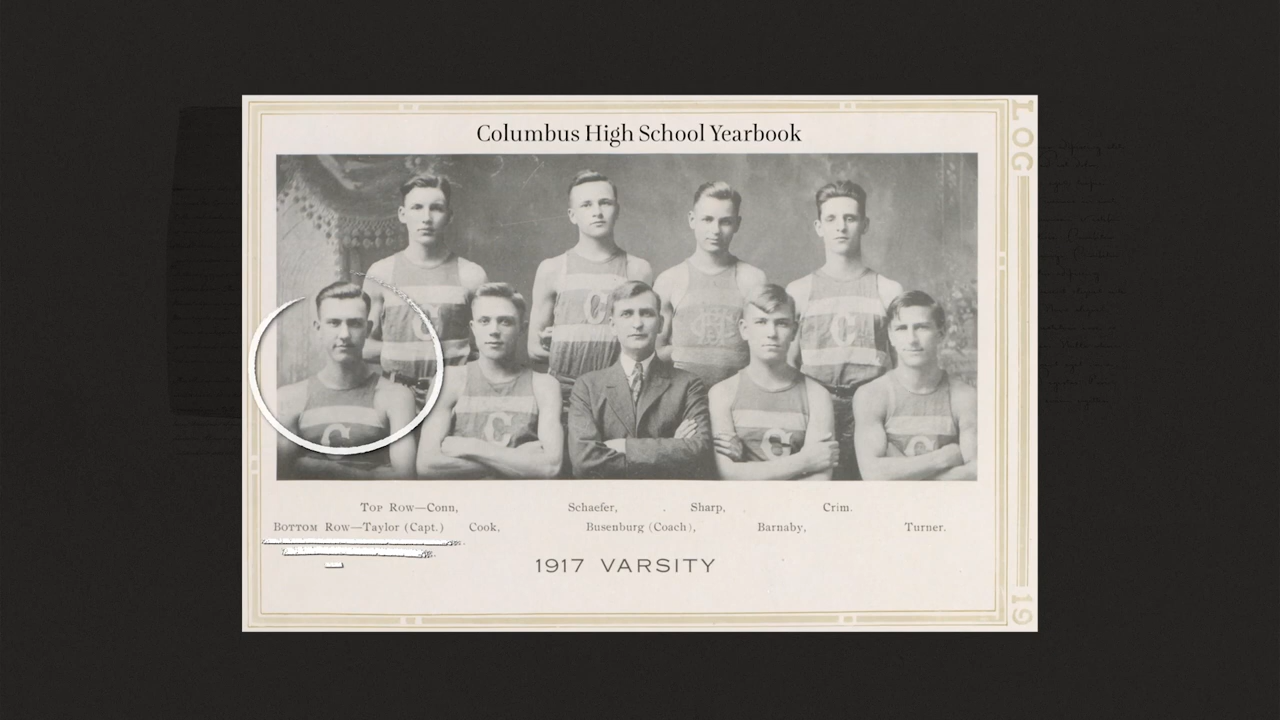 Columbus High School Yearbook
LOG
C
C
C
C
C
C
C
Top Row—Conn, Schaefer, Sharp, Crim.
Bottom Row—Taylor (Capt.) Cook, Busenburg (Coach), Barnaby, Turner.
1917 VARSITY
19